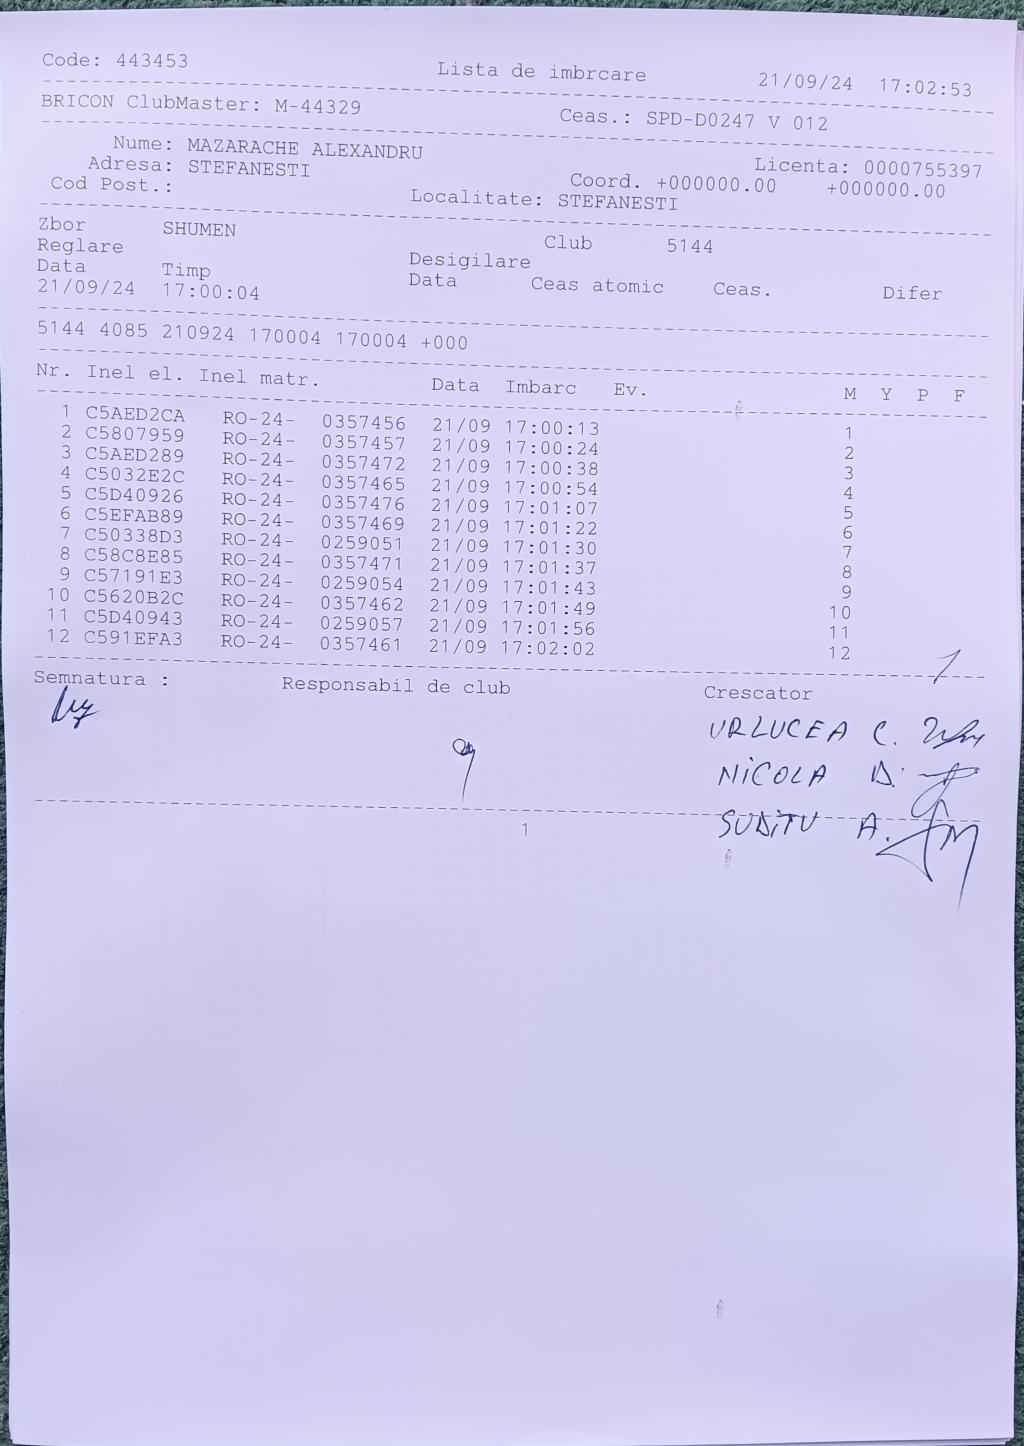 Code: 443453 Lista de imbrcare 21/09/24 17:02:53
BRICON ClubMaster: M-44329 Ceas.: SPD-D0247 V 012
Nume: MAZARACHE ALEXANDRU Licenta: 0000755397
Adresa: STEFANESTI Coord. +000000.00 +000000.00
Cod Post.: Localitate: STEFANESTI
Zbor SHUMEN Club 5144
Reglare Desigilare
Data Timp Data Ceas atomic Ceas. Difer
21/09/24 17:00:04
5144 4085 210924 170004 170004 +000
Nr. Inel el. Inel matr. Data Imbarc Ev. M Y P F
1 C5AED2CA RO-24- 0357456 21/09 17:00:13 1
2 C5807959 RO-24- 0357457 21/09 17:00:24 2
3 C5AED289 RO-24- 0357472 21/09 17:00:38 3
4 C5032E2C RO-24- 0357465 21/09 17:00:54 4
5 C5D40926 RO-24- 0357476 21/09 17:01:07 5
6 C5EFAB89 RO-24- 0357469 21/09 17:01:22 6
7 C50338D3 RO-24- 0259051 21/09 17:01:30 7
8 C58C8E85 RO-24- 0357471 21/09 17:01:37 8
9 C57191E3 RO-24- 0259054 21/09 17:01:43 9
10 C5620B2C RO-24- 0357462 21/09 17:01:49 10
11 C5D40943 RO-24- 0259057 21/09 17:01:56 11
12 C591EFA3 RO-24- 0357461 21/09 17:02:02 12
Semnatura : Responsabil de club Crescator
URLUCEA C.
NICOLA D.
SUDITU A.
1